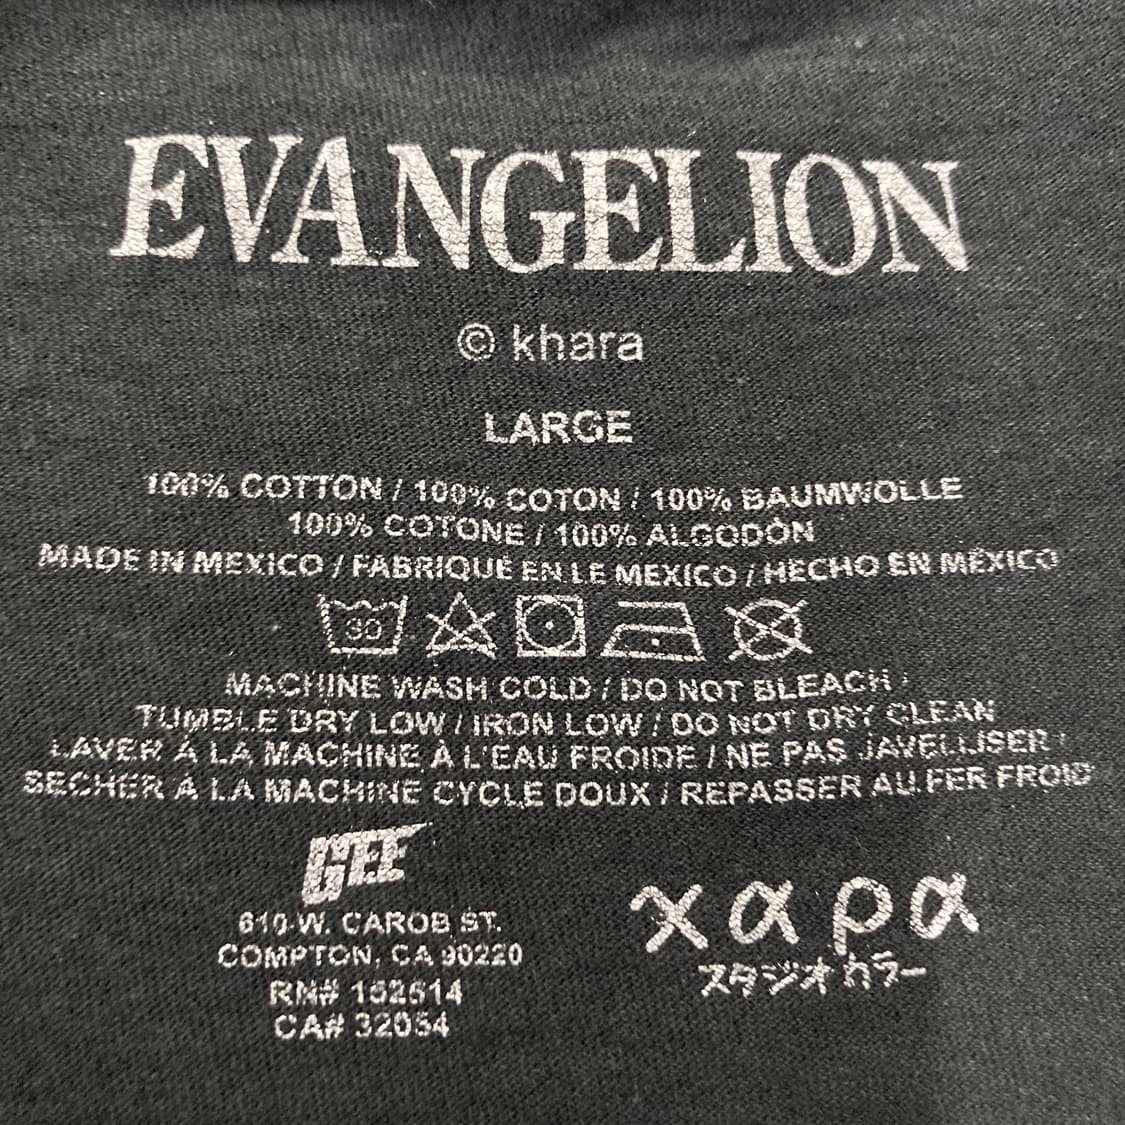 EVANGELION
© khara
LARGE
100% COTTON / 100% COTON / 100% BAUMWOLLE
100% COTONE / 100% ALGODÓN
MADE IN MEXICO / FABRIQUÉ EN LE MEXICO / HECHO EN MÉXICO
30
MACHINE WASH COLD / DO NOT BLEACH /
TUMBLE DRY LOW / IRON LOW / DO NOT DRY CLEAN
LAVER À LA MACHINE À L'EAU FROIDE / NE PAS JAVELLISER /
SECHER À LA MACHINE CYCLE DOUX / REPASSER AU FER FROID
GEE
610 W. CAROB ST.
COMPTON, CA 90220
RN# 152514
CA# 32054
χαρα
スタジオカラー